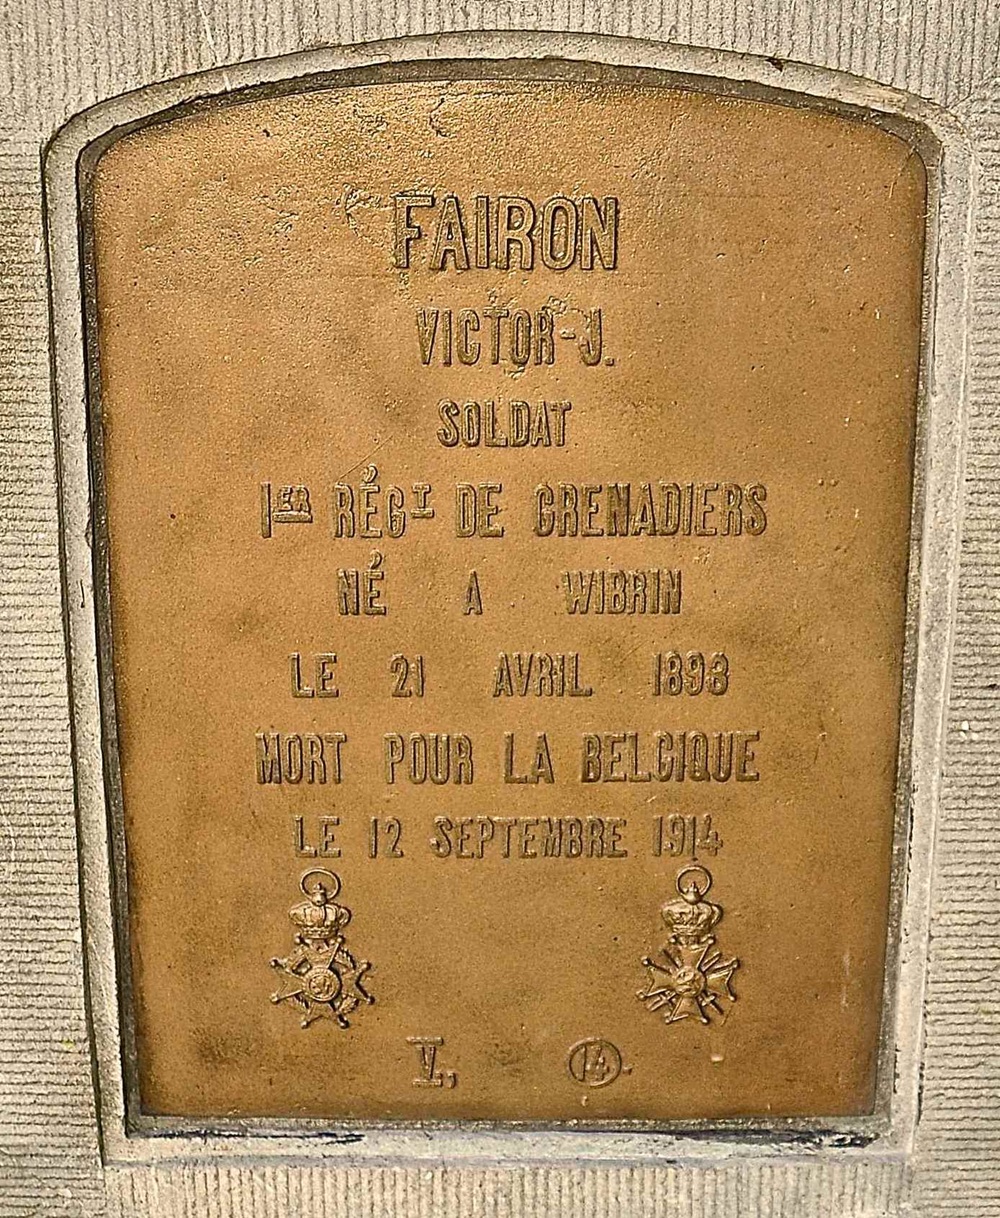 FAIRON
VICTOR-J.
SOLDAT
1ER RÉGT DE GRENADIERS
NÉ A WIBRIN
LE 21 AVRIL 1893
MORT POUR LA BELGIQUE
LE 12 SEPTEMBRE 1914
V, 14.